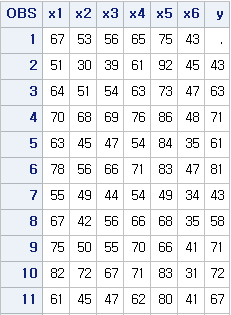 OBS x1 x2 x3 x4 x5 x6 y
1 67 53 56 65 75 43 .
2 51 30 39 61 92 45 43
3 64 51 54 63 73 47 63
4 70 68 69 76 86 48 71
5 63 45 47 54 84 35 61
6 78 56 66 71 83 47 81
7 55 49 44 54 49 34 43
8 67 42 56 66 68 35 58
9 75 50 55 70 66 41 71
10 82 72 67 71 83 31 72
11 61 45 47 62 80 41 67